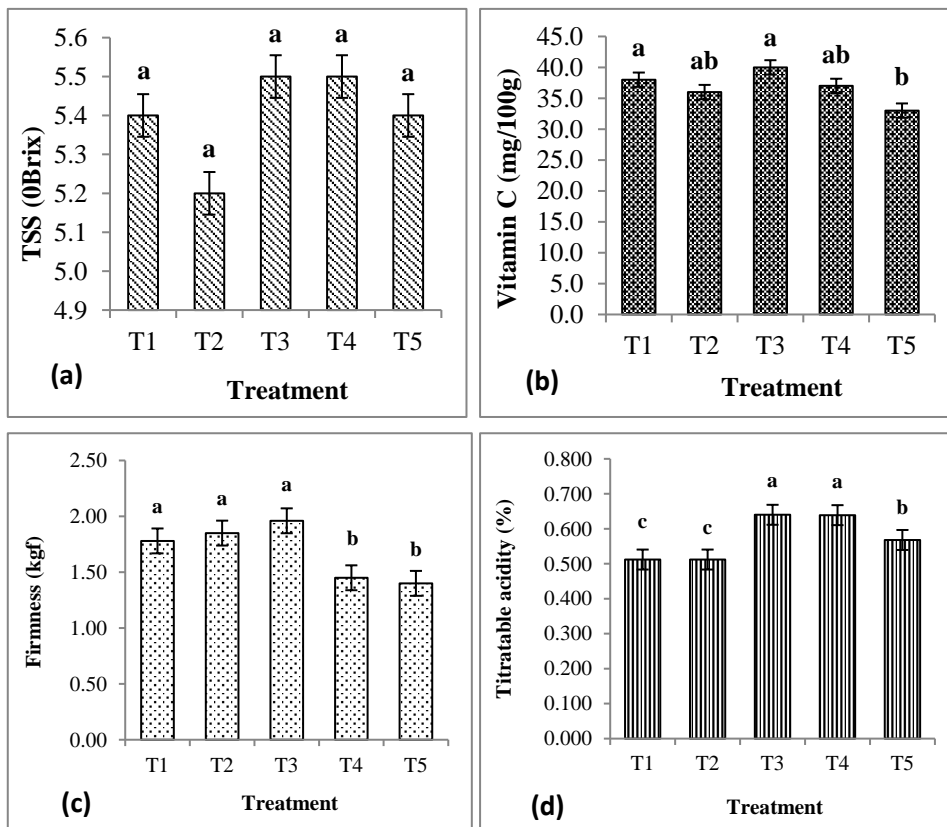 5.6
5.5
5.4
5.3
5.2
5.1
5.0
4.9
TSS (0Brix)
a
a
a
a
a
T1 T2 T3 T4 T5
(a)
Treatment
45.0
40.0
35.0
30.0
25.0
20.0
15.0
10.0
5.0
0.0
Vitamin C (mg/100g)
a ab a ab b
T1 T2 T3 T4 T5
(b)
Treatment
2.50
2.00
1.50
1.00
0.50
0.00
Firmness (kgf)
a a a b b
T1 T2 T3 T4 T5
(c)
Treatment
0.800
0.700
0.600
0.500
0.400
0.300
0.200
0.100
0.000
Titratable acidity (%)
c c a a b
T1 T2 T3 T4 T5
(d)
Treatment